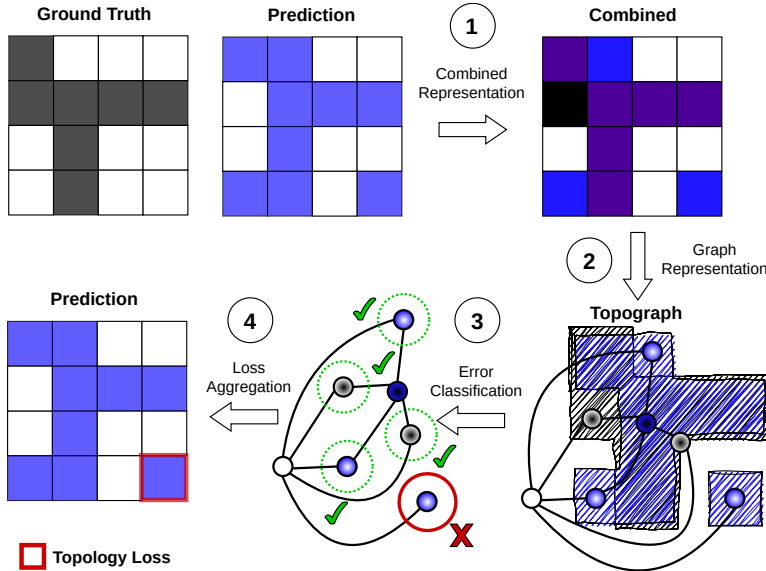 Ground Truth
Prediction
1
Combined
Representation
Combined
2
Graph
Representation
Prediction
4
Loss
Aggregation
3
Error
Classification
Topograph
X
Topology Loss